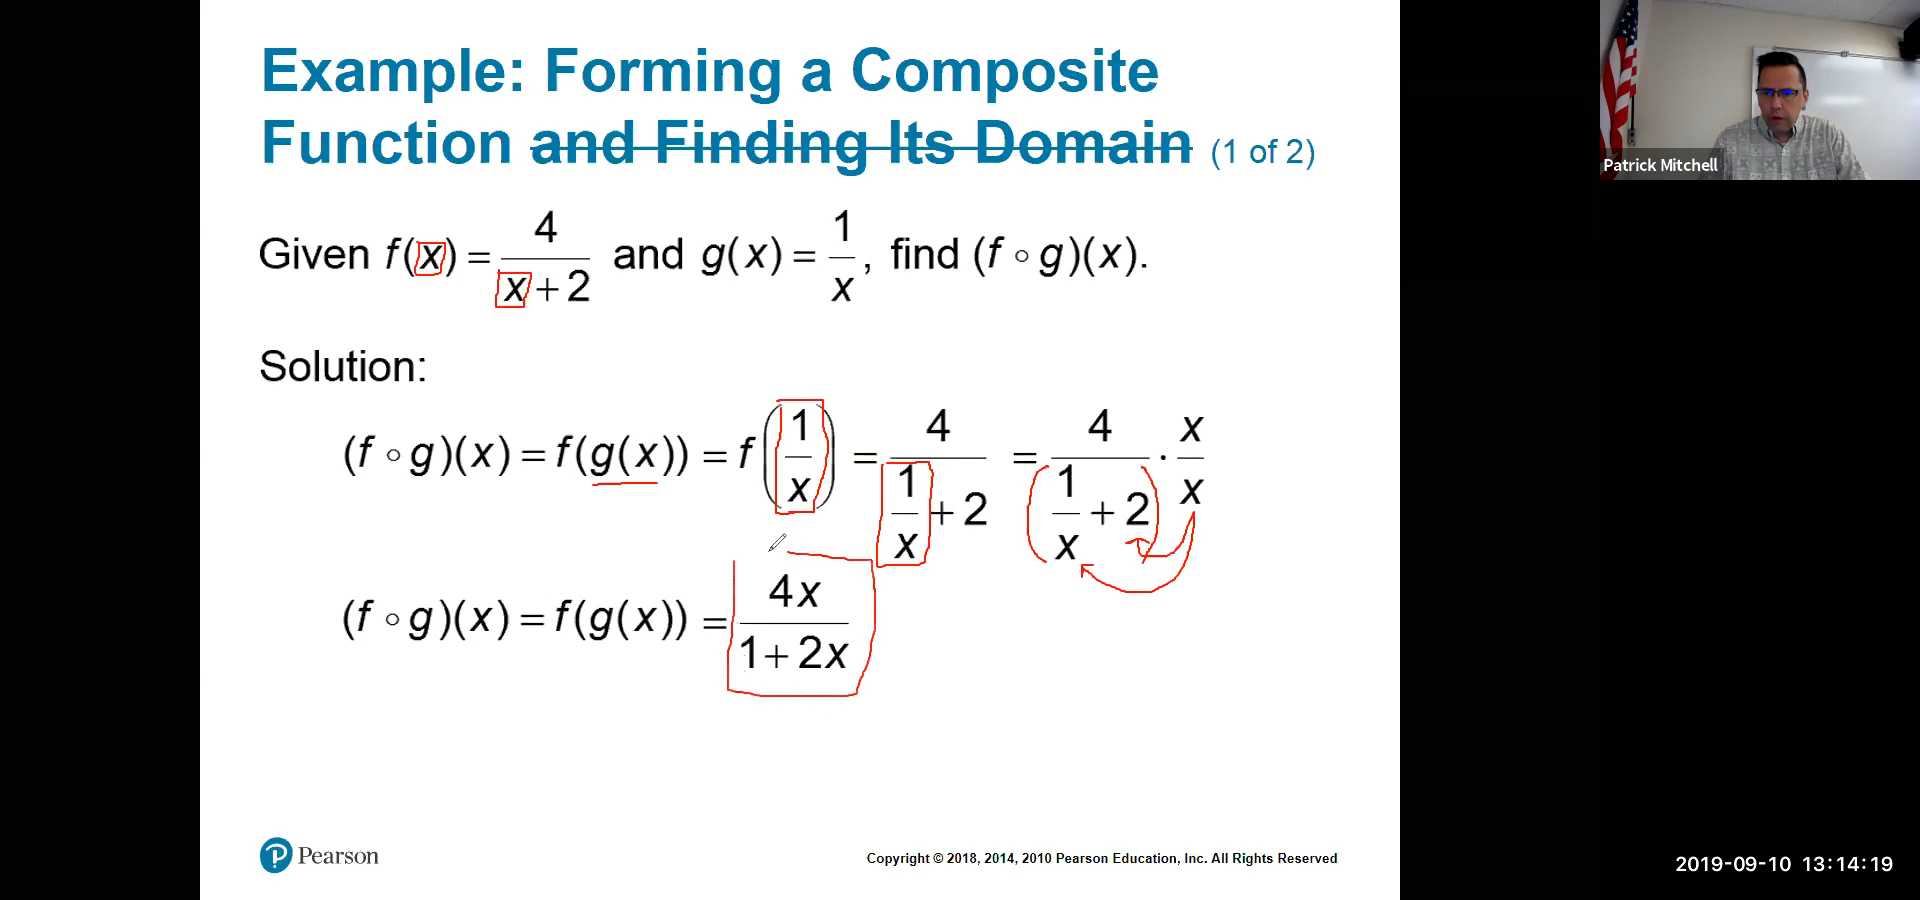 Example: Forming a Composite
Function and Finding Its Domain (1 of 2)
Patrick Mitchell
Given f(x) = 4/(x + 2) and g(x) = 1/x, find (f ∘ g)(x).
Solution:
(f ∘ g)(x) = f(g(x)) = f(1/x) = 4/(1/x + 2) = 4/(1/x + 2) · x/x
(f ∘ g)(x) = f(g(x)) = 4x/(1 + 2x)
Pearson
Copyright © 2018, 2014, 2010 Pearson Education, Inc. All Rights Reserved
2019-09-10 13:14:19